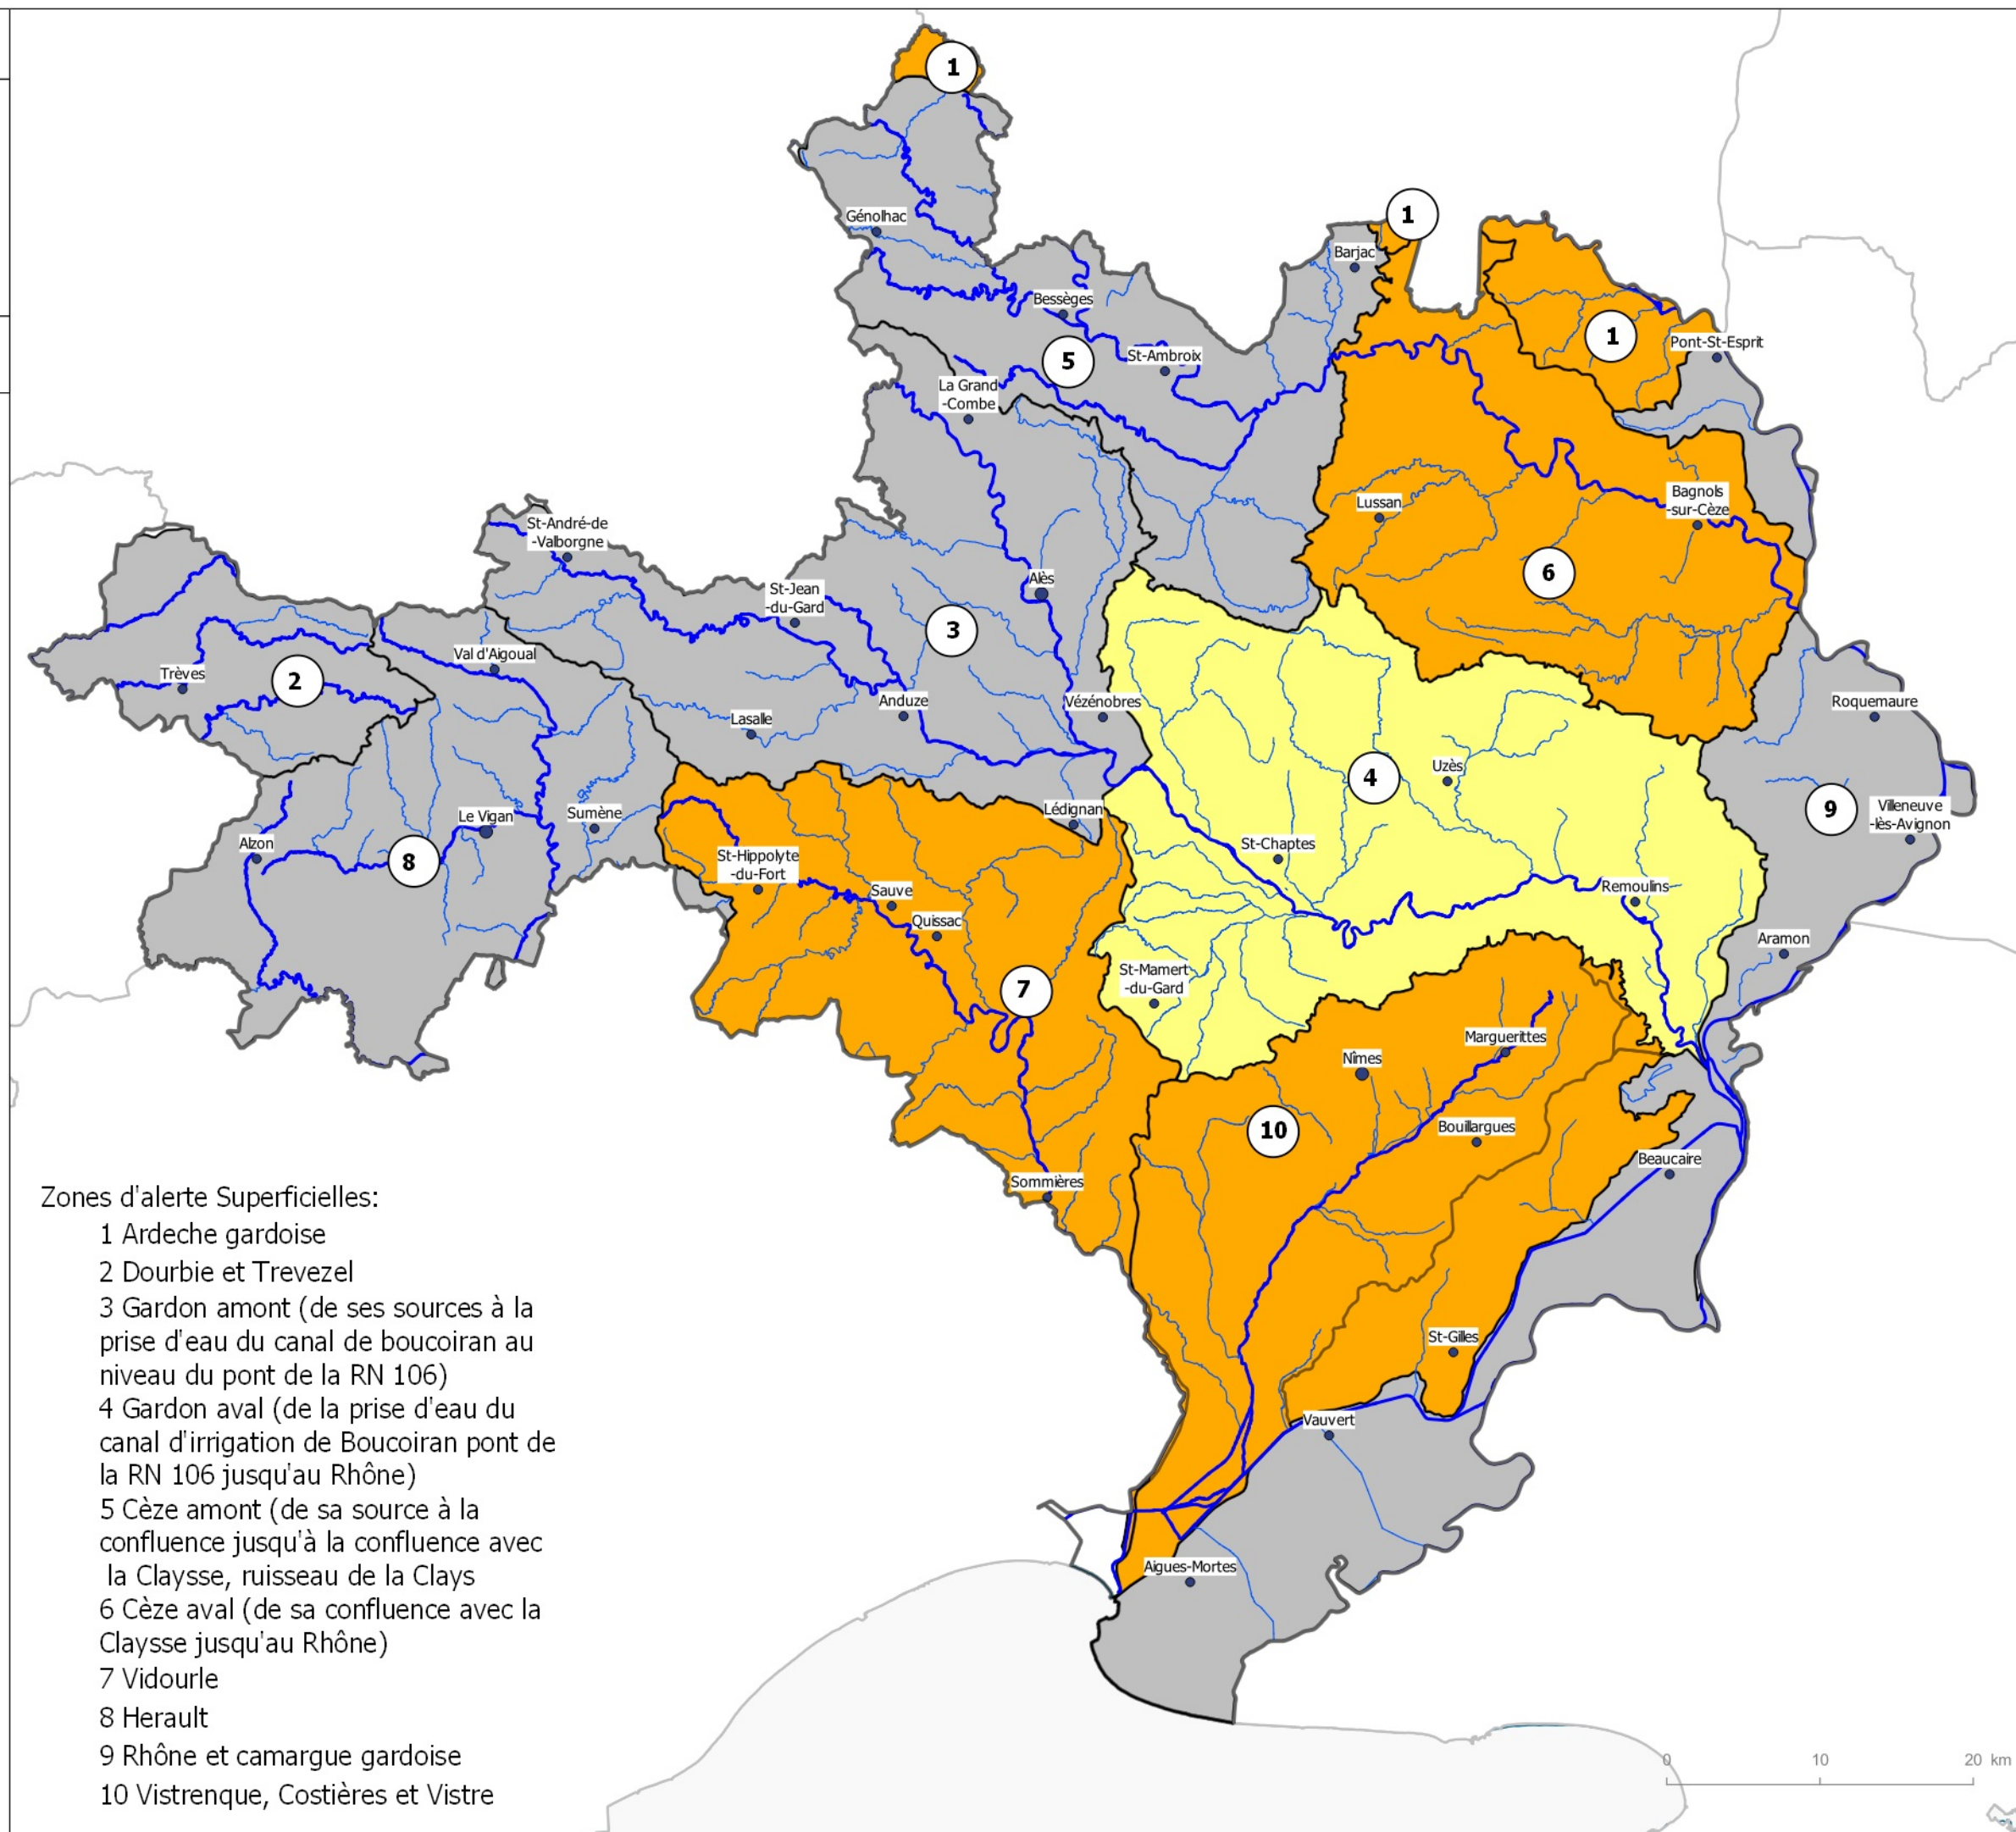 1
1
Génolhac
Barjac
Bessèges
1
Pont-St-Esprit
5
St-Ambroix
La Grand
-Combe
Lussan
Bagnols
-sur-Cèze
St-André-de
-Valborgne
6
Alès
St-Jean
-du-Gard
3
Val d'Aigoual
Trèves
2
Anduze
Vézénobres
Roquemaure
Lasalle
4
Uzès
9
Villeneuve
-lès-Avignon
Lédignan
Sumène
Le Vigan
Alzon
8
St-Chaptes
St-Hippolyte
-du-Fort
Sauve
Remoulins
Quissac
Aramon
St-Mamert
-du-Gard
7
Marguerittes
Nîmes
10
Bouillargues
Beaucaire
Sommières
St-Gilles
Vauvert
Aigues-Mortes
Zones d'alerte Superficielles:
1 Ardeche gardoise
2 Dourbie et Trevezel
3 Gardon amont (de ses sources à la
prise d'eau du canal de boucoiran au
niveau du pont de la RN 106)
4 Gardon aval (de la prise d'eau du
canal d'irrigation de Boucoiran pont de
la RN 106 jusqu'au Rhône)
5 Cèze amont (de sa source à la
confluence jusqu'à la confluence avec
la Claysse, ruisseau de la Clays
6 Cèze aval (de sa confluence avec la
Claysse jusqu'au Rhône)
7 Vidourle
8 Herault
9 Rhône et camargue gardoise
10 Vistrenque, Costières et Vistre
0 10 20 km